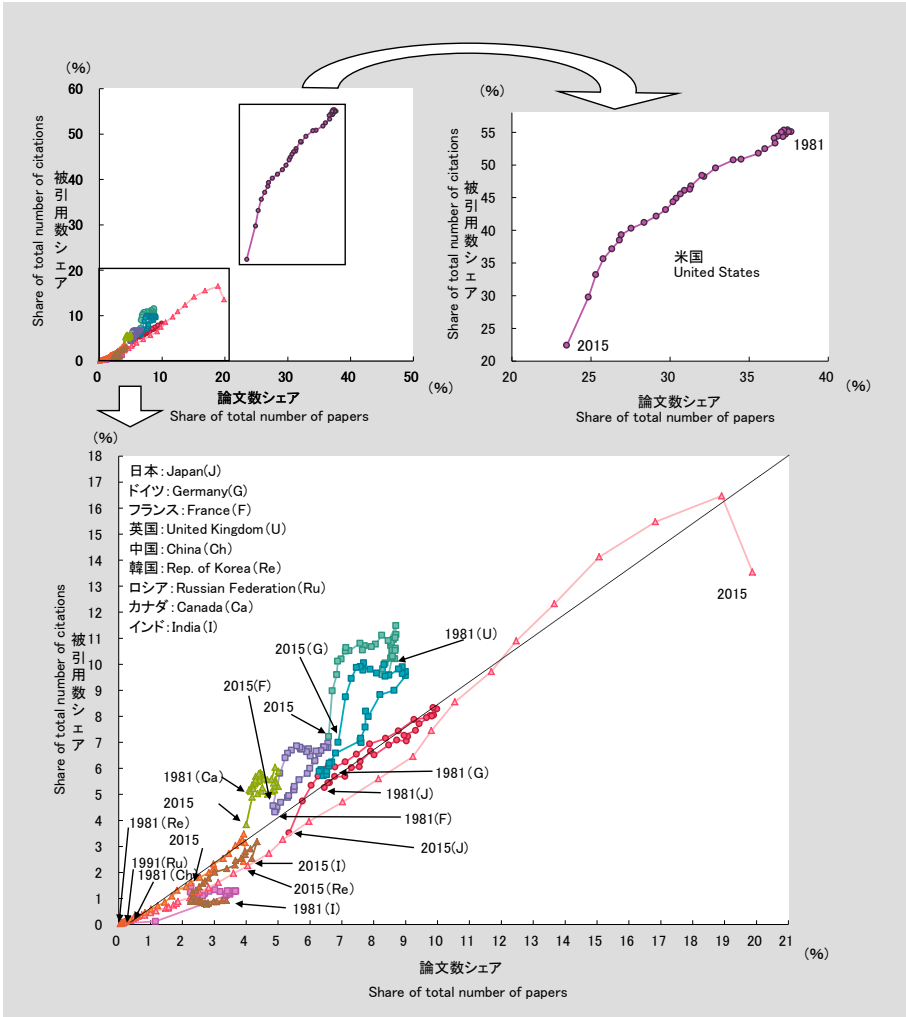 (%)
60
50
40
30
20
10
0
0
10
20
30
40
50
(%)
被引用数シェア
Share of total number of citations
論文数シェア
Share of total number of papers
(%)
55
50
45
40
35
30
25
20
20
25
30
35
40
(%)
被引用数シェア
Share of total number of citations
1981
米国
United States
2015
論文数シェア
Share of total number of papers
(%)
18
17
16
15
14
13
12
11
10
9
8
7
6
5
4
3
2
1
0
被引用数シェア
Share of total number of citations
日本：Japan(J)
ドイツ：Germany(G)
フランス：France(F)
英国：United Kingdom(U)
中国：China(Ch)
韓国：Rep. of Korea(Re)
ロシア：Russian Federation(Ru)
カナダ：Canada(Ca)
インド：India(I)
2015
1981(U)
2015(G)
2015(F)
2015
1981(Ca)
1981(G)
1981(J)
2015
1981(F)
1981(Re)
2015
2015(J)
1991(Ru)
1981(Ch)
2015(I)
2015(Re)
1981(I)
0
1
2
3
4
5
6
7
8
9
10
11
12
13
14
15
16
17
18
19
20
21
(%)
論文数シェア
Share of total number of papers